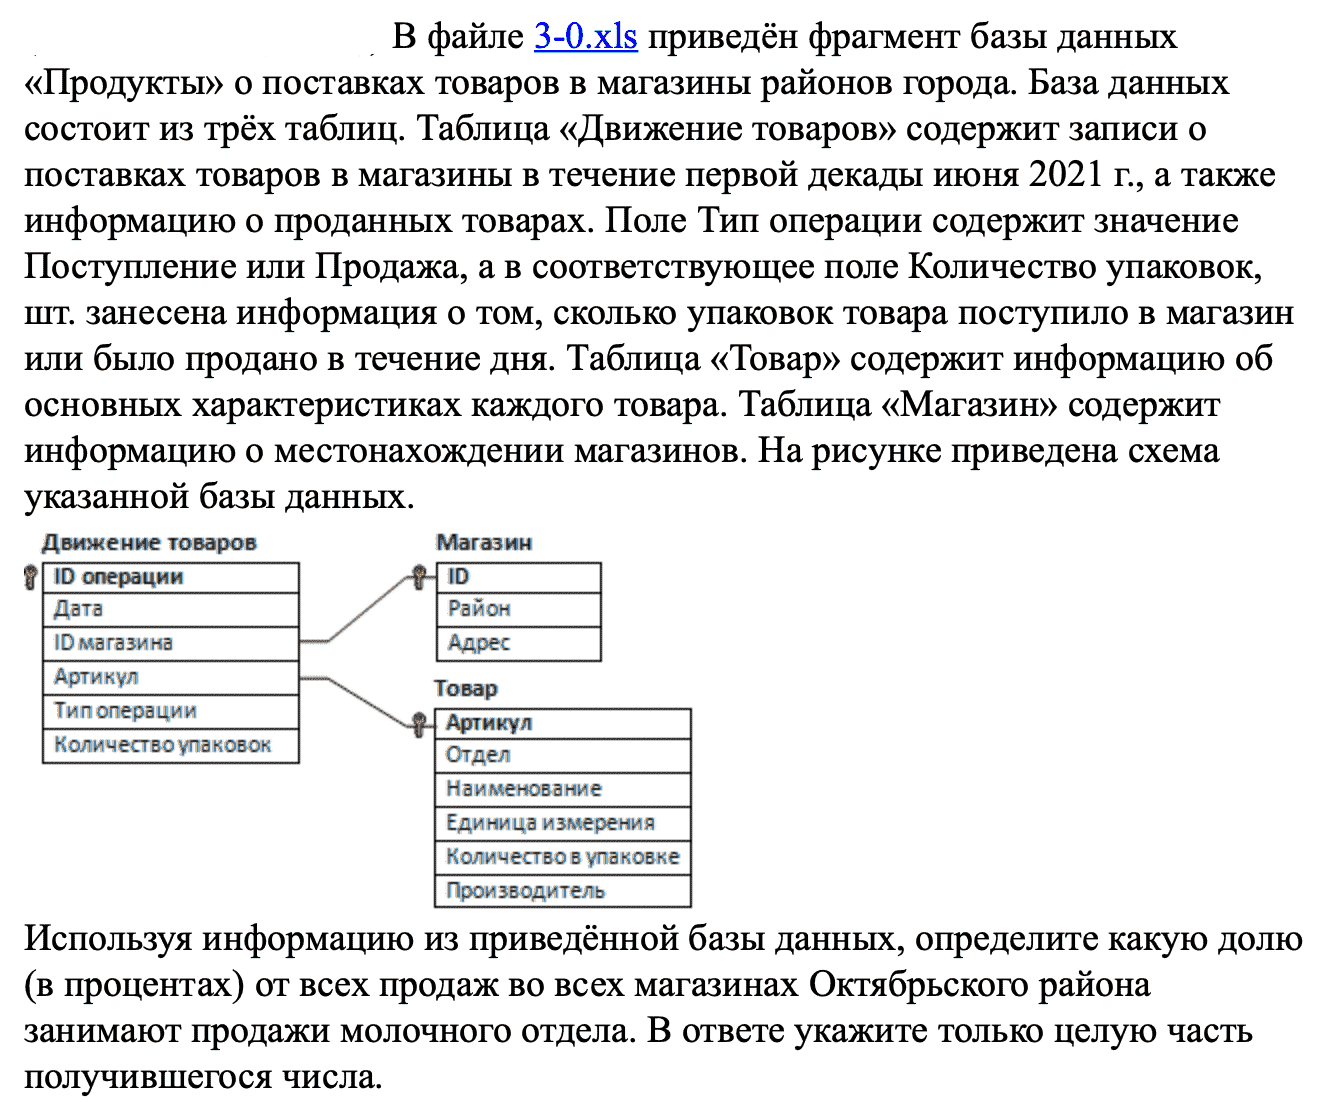 В файле 3-0.xls приведён фрагмент базы данных
«Продукты» о поставках товаров в магазины районов города. База данных
состоит из трёх таблиц. Таблица «Движение товаров» содержит записи о
поставках товаров в магазины в течение первой декады июня 2021 г., а также
информацию о проданных товарах. Поле Тип операции содержит значение
Поступление или Продажа, а в соответствующее поле Количество упаковок,
шт. занесена информация о том, сколько упаковок товара поступило в магазин
или было продано в течение дня. Таблица «Товар» содержит информацию об
основных характеристиках каждого товара. Таблица «Магазин» содержит
информацию о местонахождении магазинов. На рисунке приведена схема
указанной базы данных.
Движение товаров
ID операции
Дата
ID магазина
Артикул
Тип операции
Количество упаковок
Магазин
ID
Район
Адрес
Товар
Артикул
Отдел
Наименование
Единица измерения
Количество в упаковке
Производитель
Используя информацию из приведённой базы данных, определите какую долю
(в процентах) от всех продаж во всех магазинах Октябрьского района
занимают продажи молочного отдела. В ответе укажите только целую часть
получившегося числа.